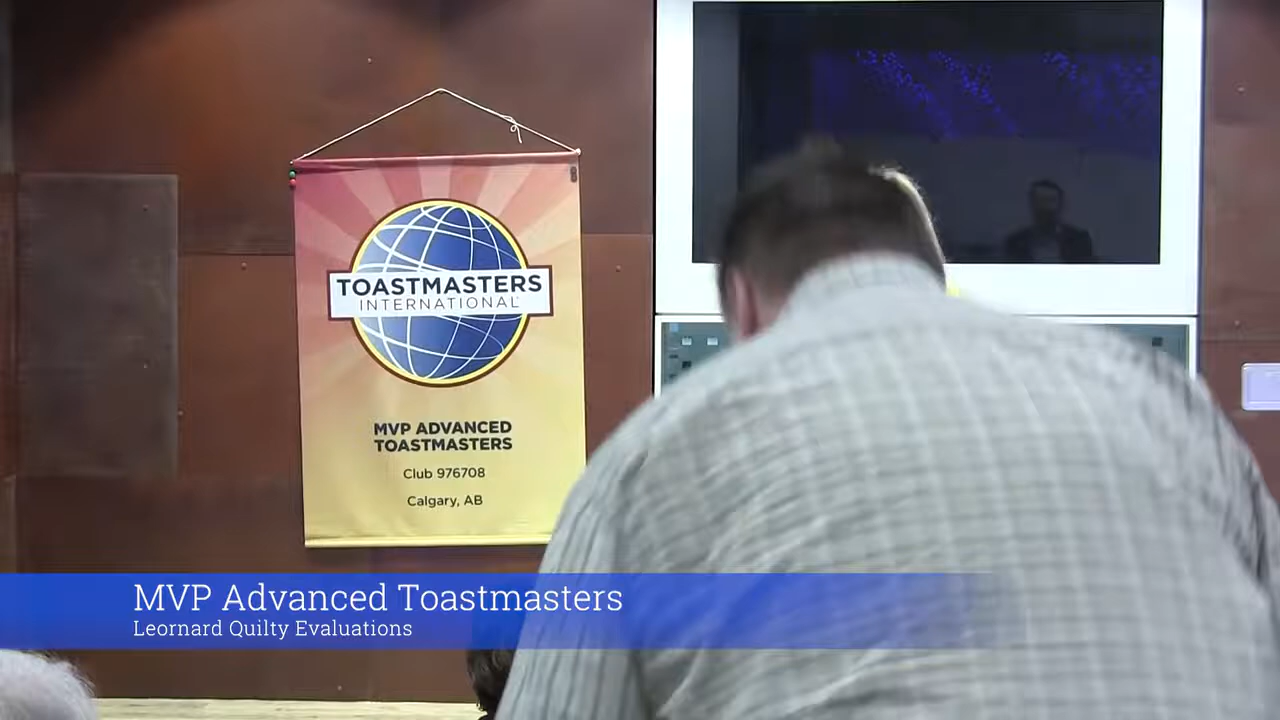 TOASTMASTERS
INTERNATIONAL
MVP ADVANCED
TOASTMASTERS
Club 976708
Calgary, AB
MVP Advanced Toastmasters
Leornard Quilty Evaluations